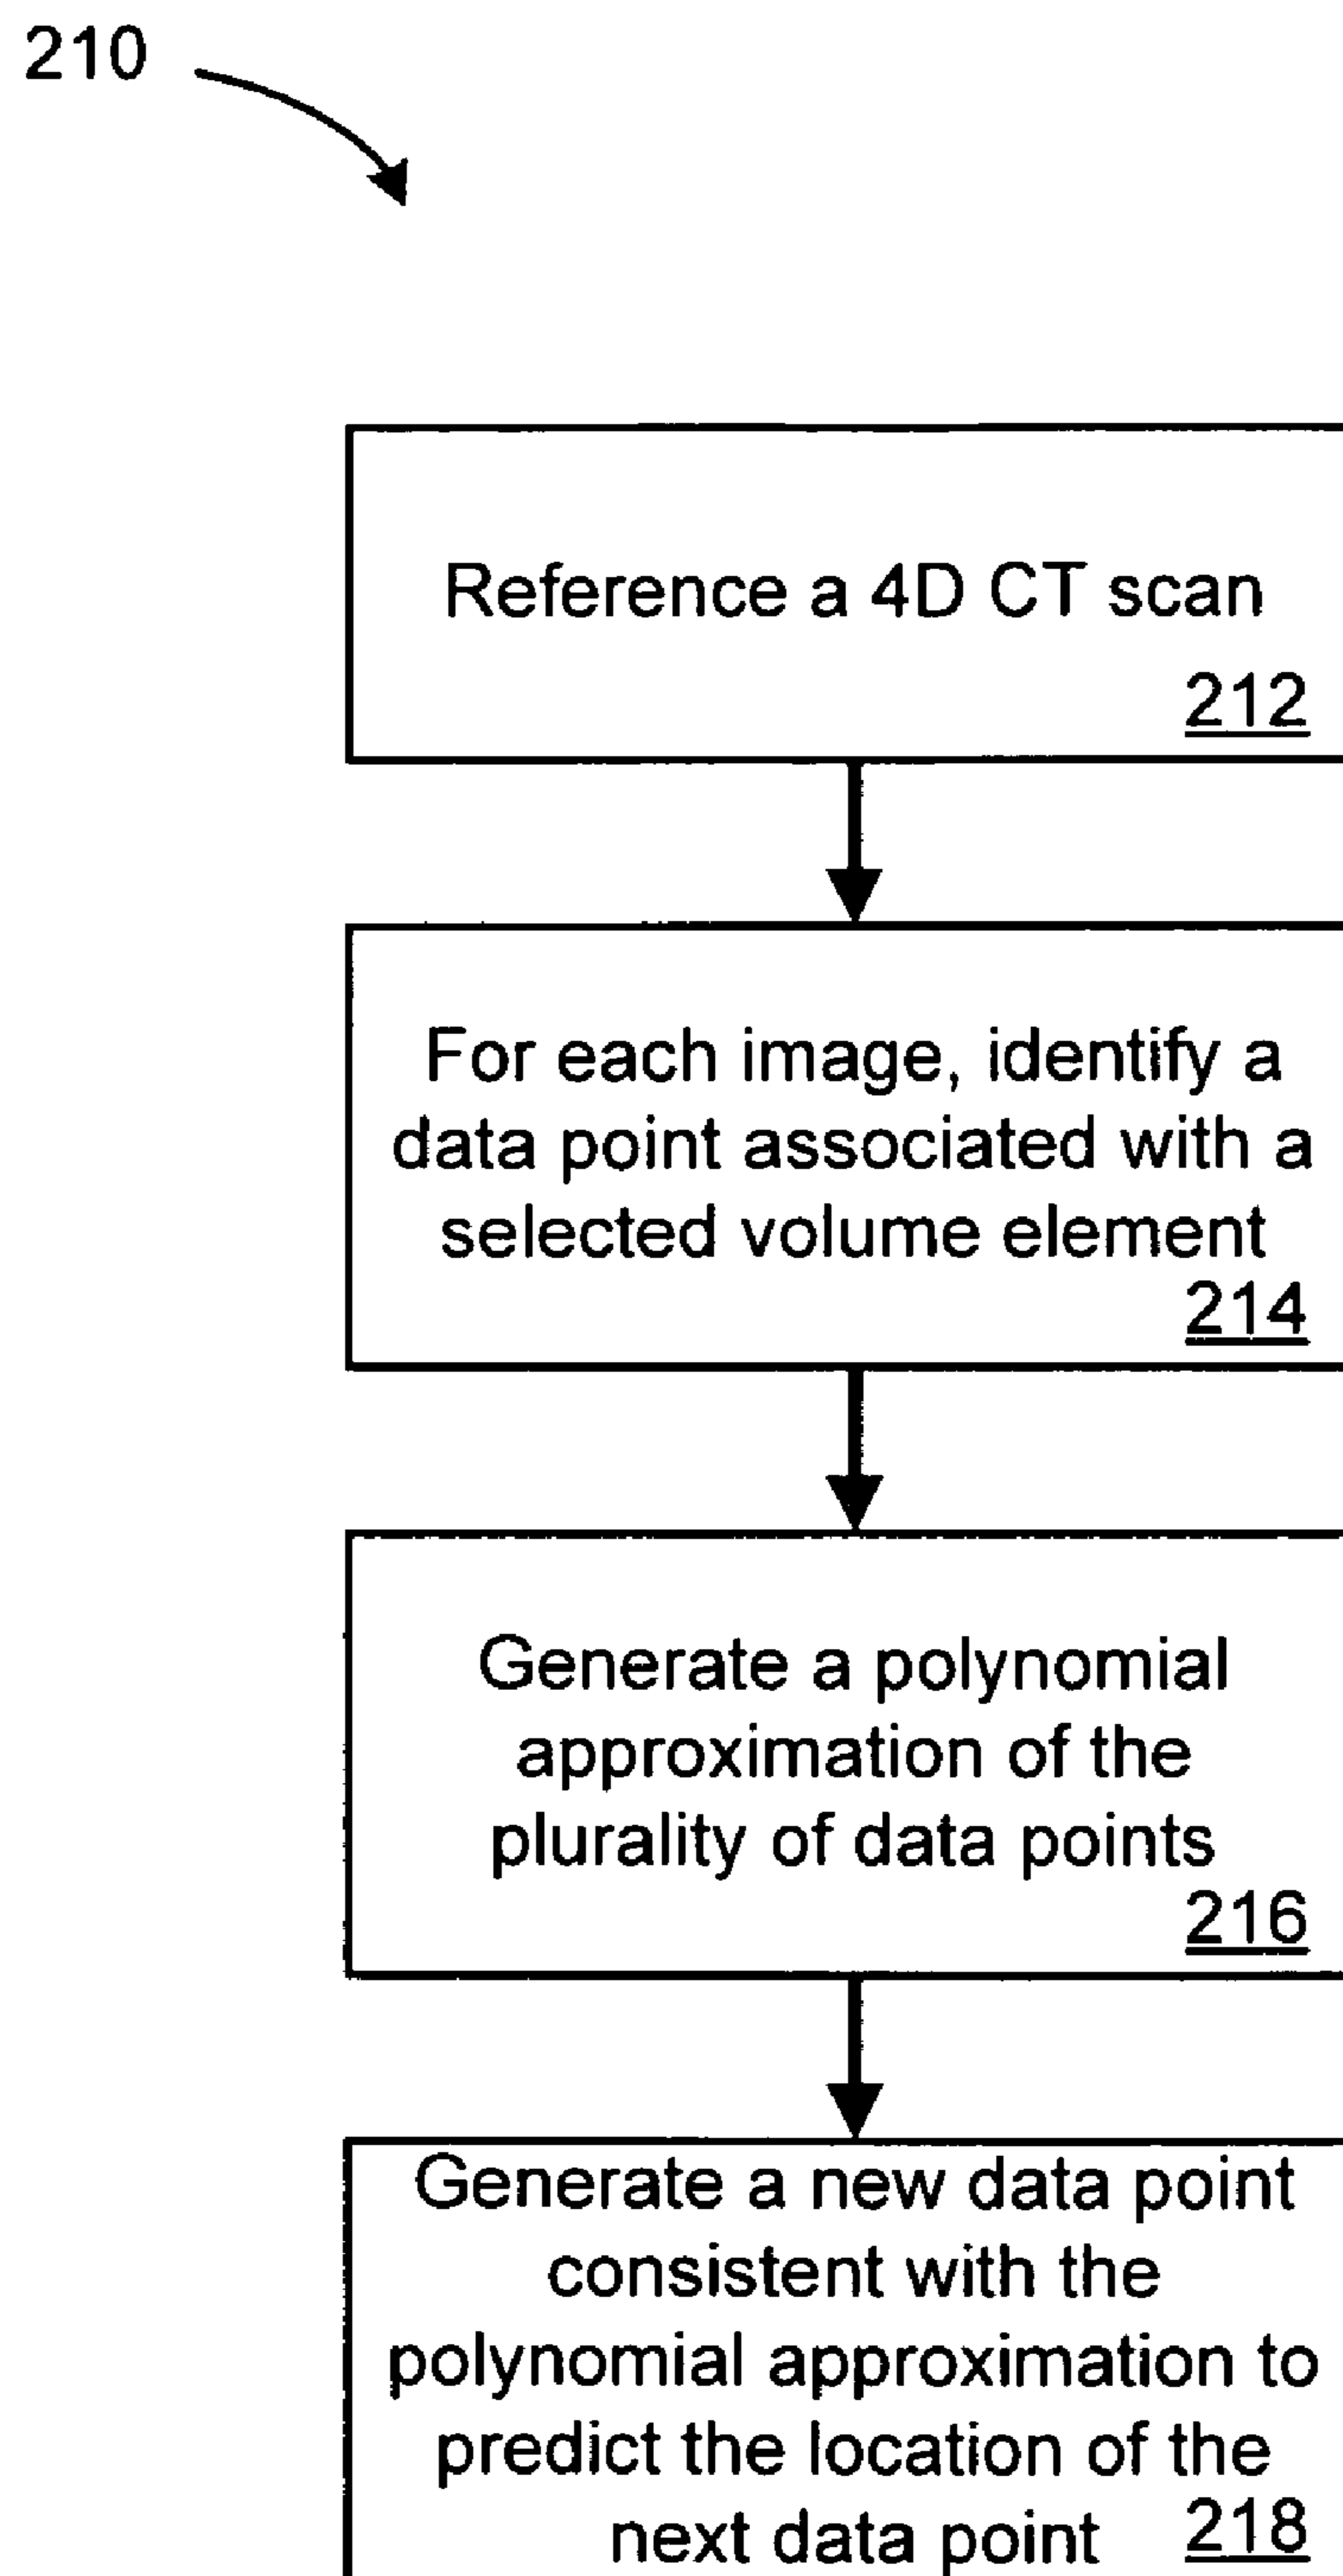 210
Reference a 4D CT scan
212
For each image, identify a
data point associated with a
selected volume element
214
Generate a polynomial
approximation of the
plurality of data points
216
Generate a new data point
consistent with the
polynomial approximation to
predict the location of the
next data point 218